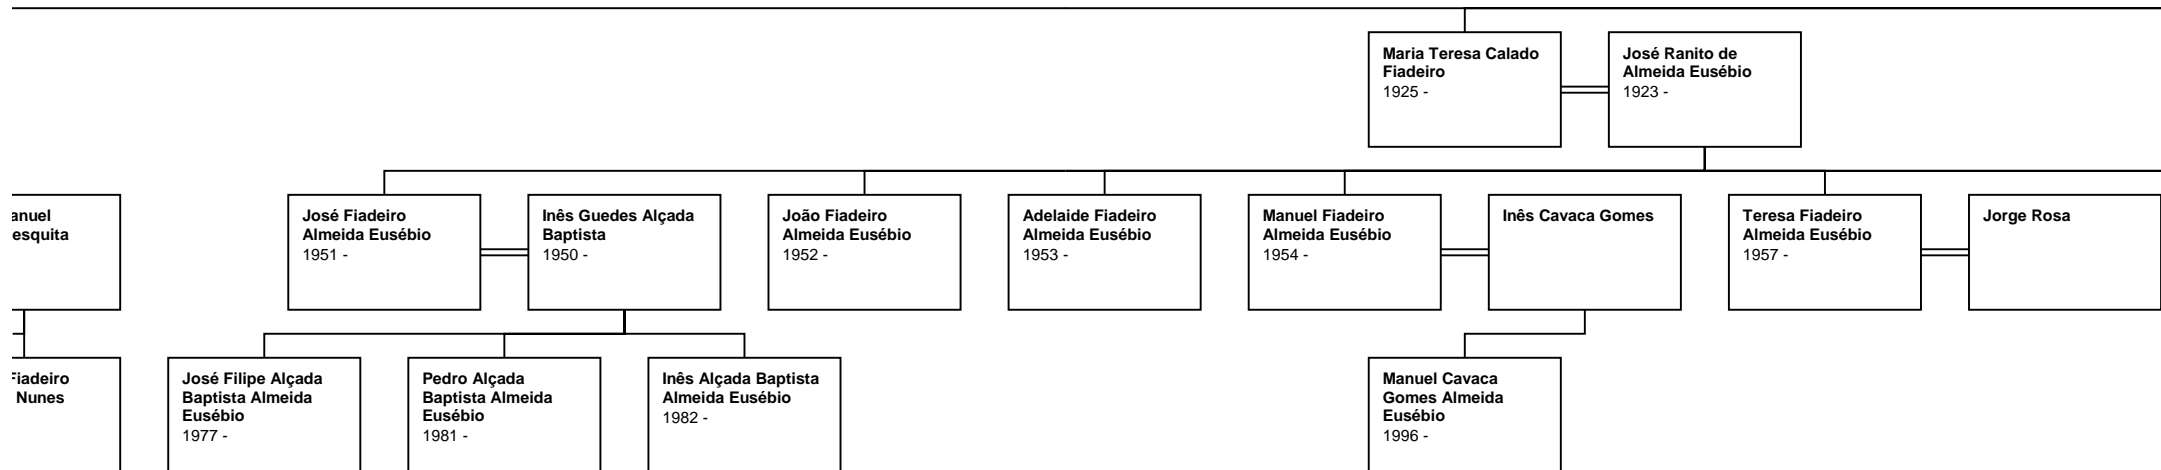 Maria Teresa Calado
Fiadeiro
1925 -
José Ranito de
Almeida Eusébio
1923 -
José Fiadeiro
Almeida Eusébio
1951 -
Inês Guedes Alçada
Baptista
1950 -
João Fiadeiro
Almeida Eusébio
1952 -
Adelaide Fiadeiro
Almeida Eusébio
1953 -
Manuel Fiadeiro
Almeida Eusébio
1954 -
Inês Cavaca Gomes
Teresa Fiadeiro
Almeida Eusébio
1957 -
Jorge Rosa
Nunes
José Filipe Alçada
Baptista Almeida
Eusébio
1977 -
Pedro Alçada
Baptista Almeida
Eusébio
1981 -
Inês Alçada Baptista
Almeida Eusébio
1982 -
Manuel Cavaca
Gomes Almeida
Eusébio
1996 -